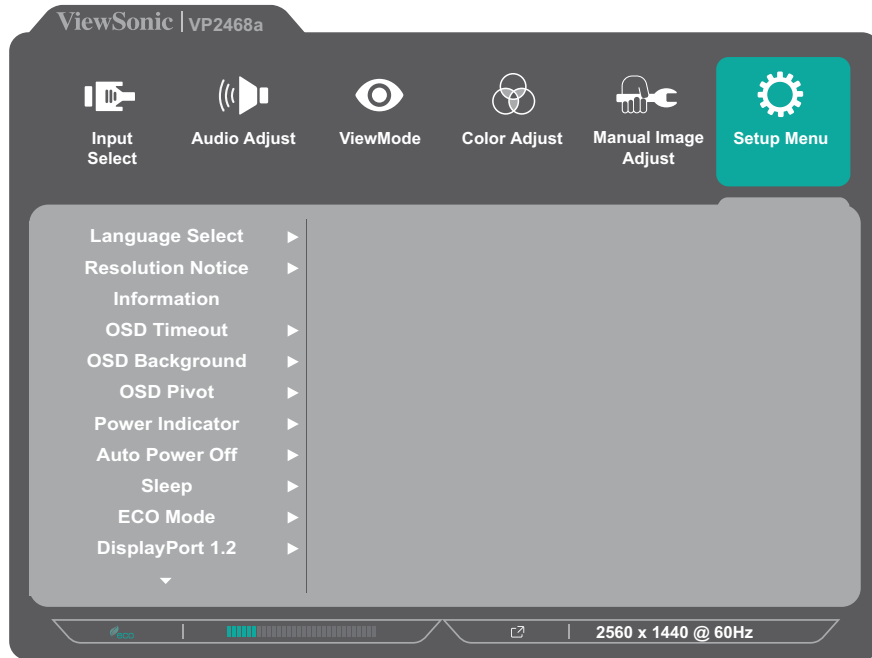 ViewSonic | VP2468a
Input Select
Audio Adjust
ViewMode
Color Adjust
Manual Image Adjust
Setup Menu
Language Select
Resolution Notice
Information
OSD Timeout
OSD Background
OSD Pivot
Power Indicator
Auto Power Off
Sleep
ECO Mode
DisplayPort 1.2
eco
2560 x 1440 @ 60Hz